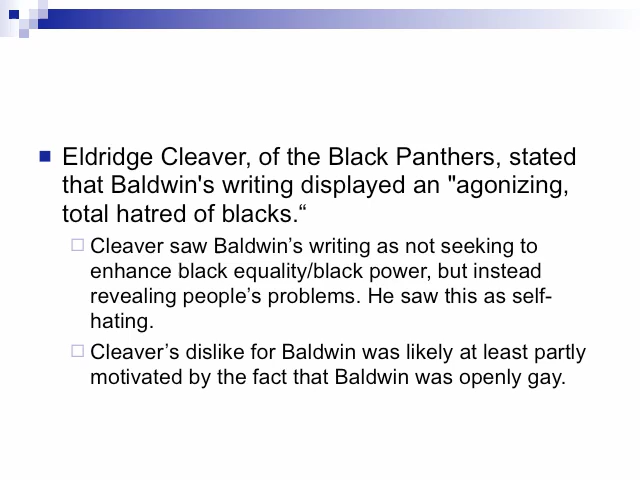 Eldridge Cleaver, of the Black Panthers, stated
that Baldwin's writing displayed an "agonizing,
total hatred of blacks.“
Cleaver saw Baldwin’s writing as not seeking to
enhance black equality/black power, but instead
revealing people’s problems. He saw this as self-
hating.
Cleaver’s dislike for Baldwin was likely at least partly
motivated by the fact that Baldwin was openly gay.